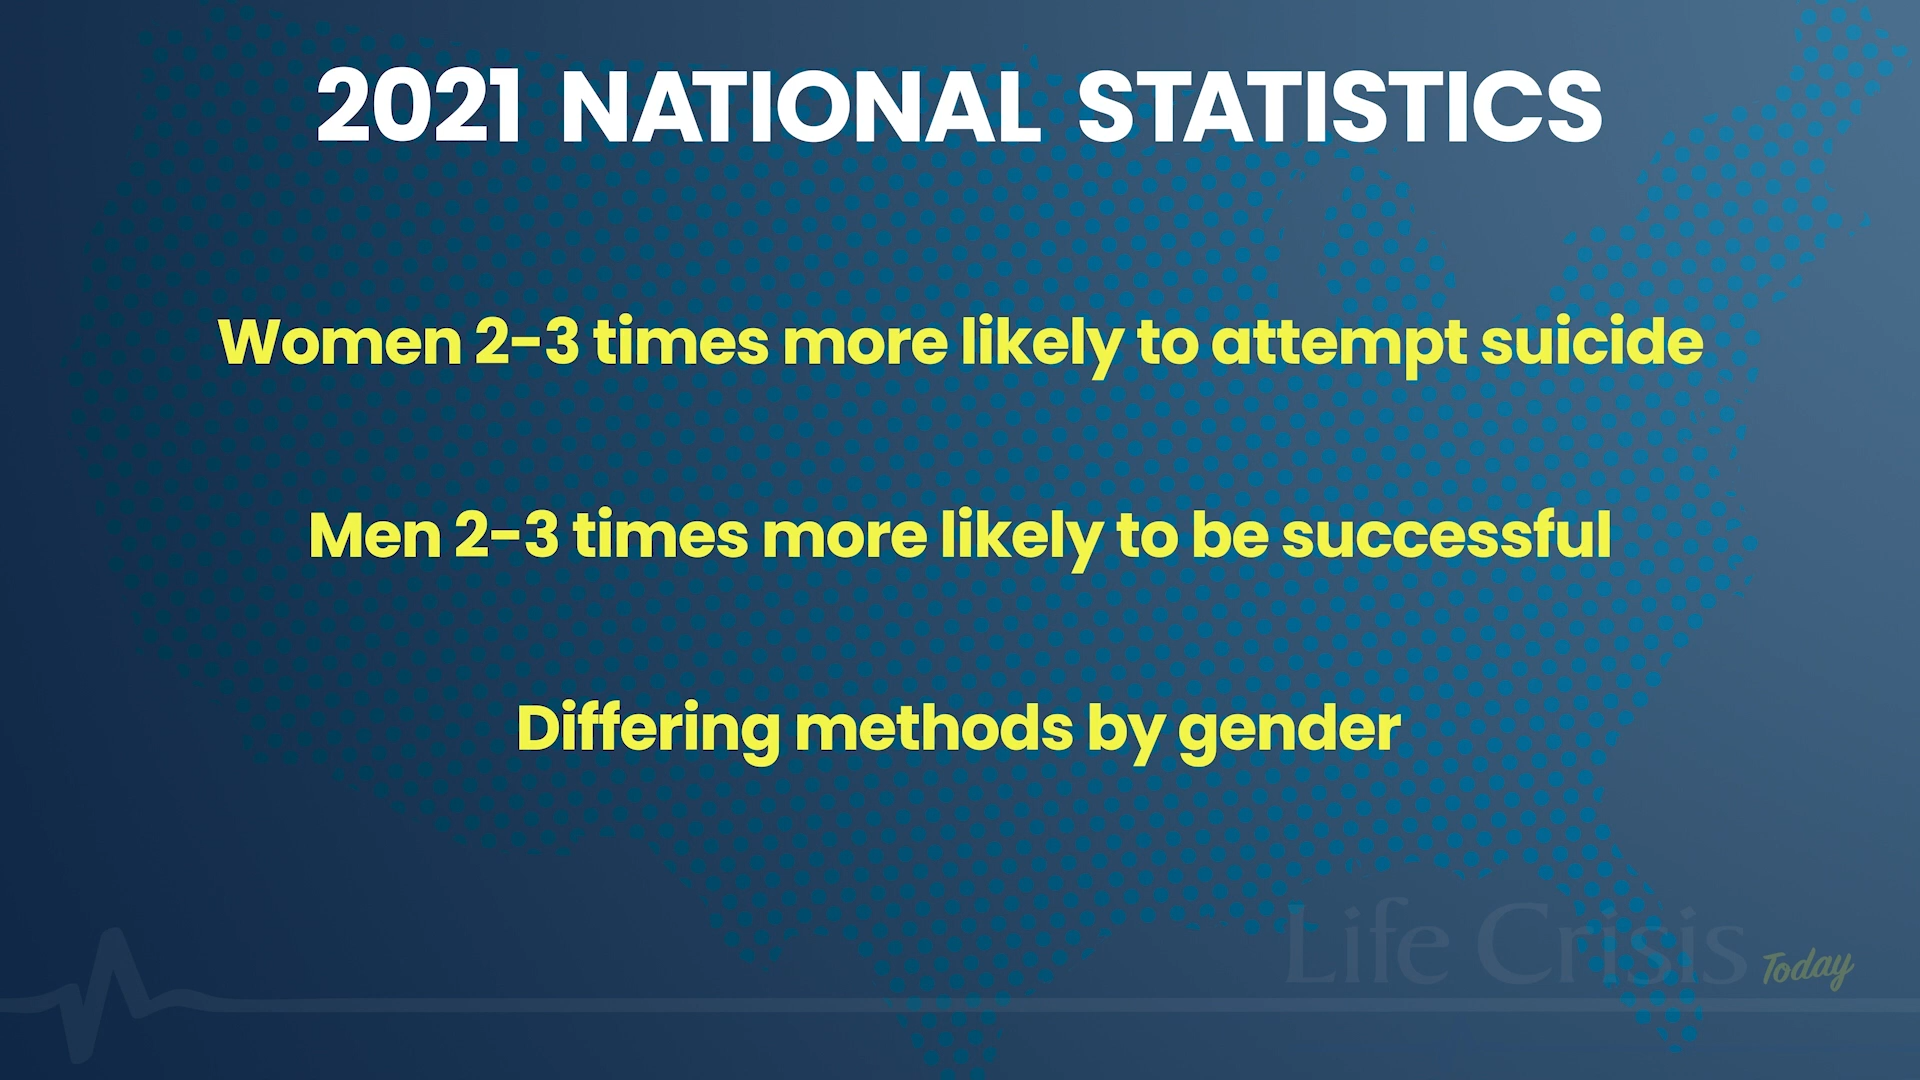 2021 NATIONAL STATISTICS
Women 2-3 times more likely to attempt suicide
Men 2-3 times more likely to be successful
Differing methods by gender
Life Crisis Today